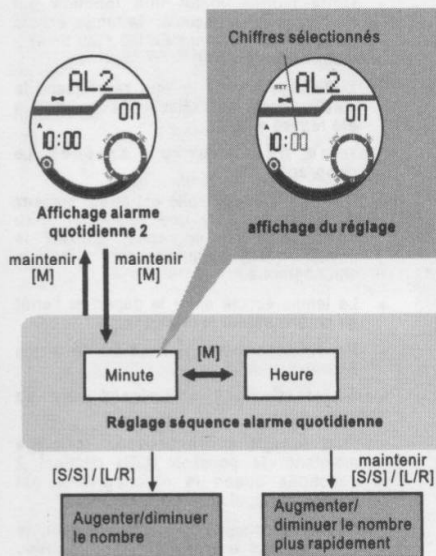 Chiffres sélectionnés
AL2
ON
A
10:00
SET
AL2
ON
A
10:00
Affichage alarme
quotidienne 2
affichage du réglage
maintenir
[M]
maintenir
[M]
[M]
Minute
Heure
Réglage séquence alarme quotidienne
[S/S] / [L/R]
maintenir
[S/S] / [L/R]
Augenter/diminuer
le nombre
Augmenter/
diminuer le nombre
plus rapidement